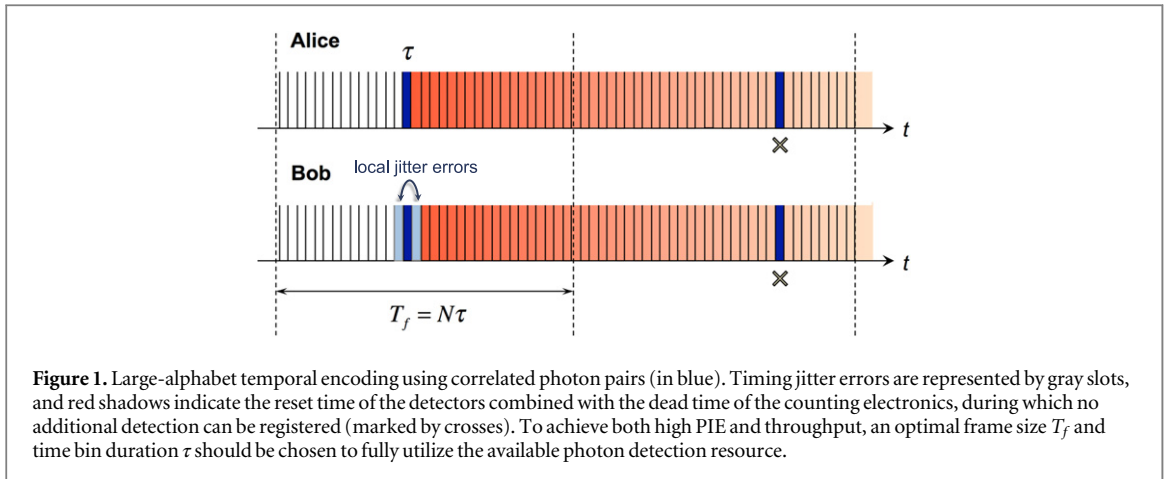 Alice
τ
t
Bob
local jitter errors
t
T_f = Nτ
Figure 1. Large-alphabet temporal encoding using correlated photon pairs (in blue). Timing jitter errors are represented by gray slots,
and red shadows indicate the reset time of the detectors combined with the dead time of the counting electronics, during which no
additional detection can be registered (marked by crosses). To achieve both high PIE and throughput, an optimal frame size T_f and
time bin duration τ should be chosen to fully utilize the available photon detection resource.